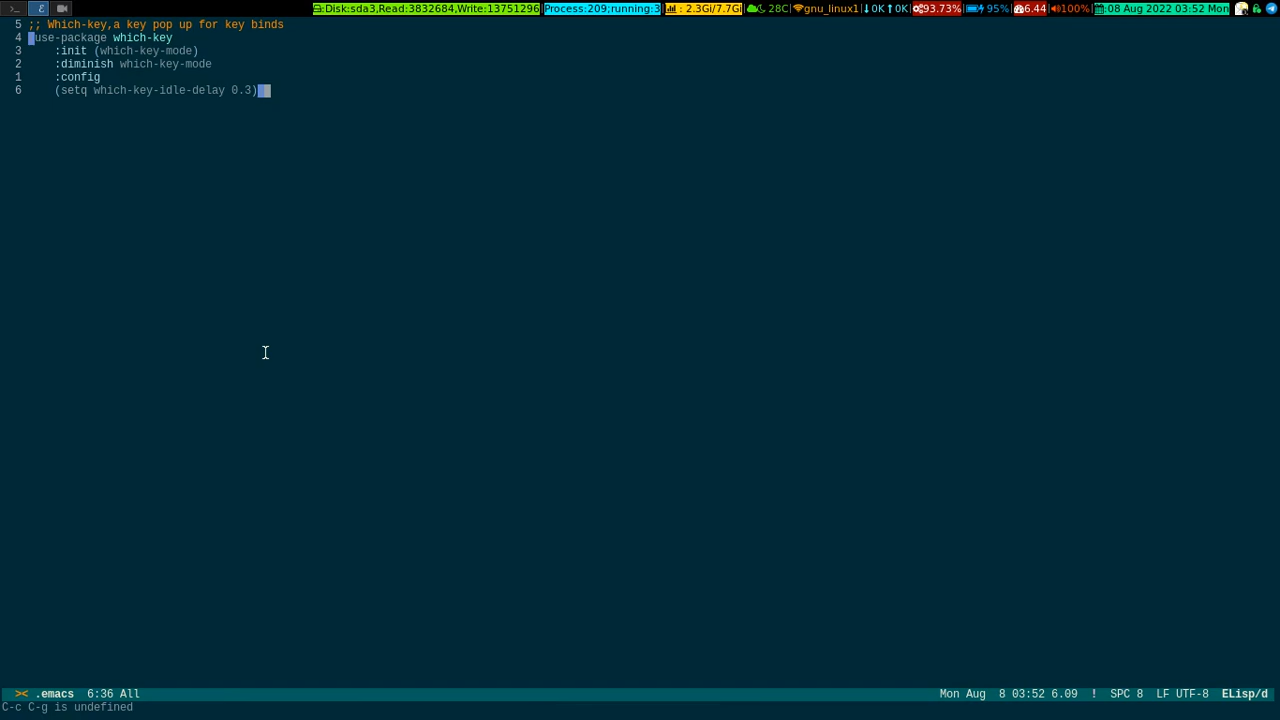 >_ ℰ Disk:sda3,Read:3832684,Write:13751296 Process:209;running:3 : 2.3Gi/7.7Gi 28C gnu_linux1 ↓0K ↑0K 93.73% 95% 6.44 100% :08 Aug 2022 03:52 Mon
5 ;; Which-key,a key pop up for key binds
4 use-package which-key
3 :init (which-key-mode)
2 :diminish which-key-mode
1 :config
6 (setq which-key-idle-delay 0.3)
>< .emacs 6:36 All Mon Aug 8 03:52 6.09 ! SPC 8 LF UTF-8 ELisp/d
C-c C-g is undefined